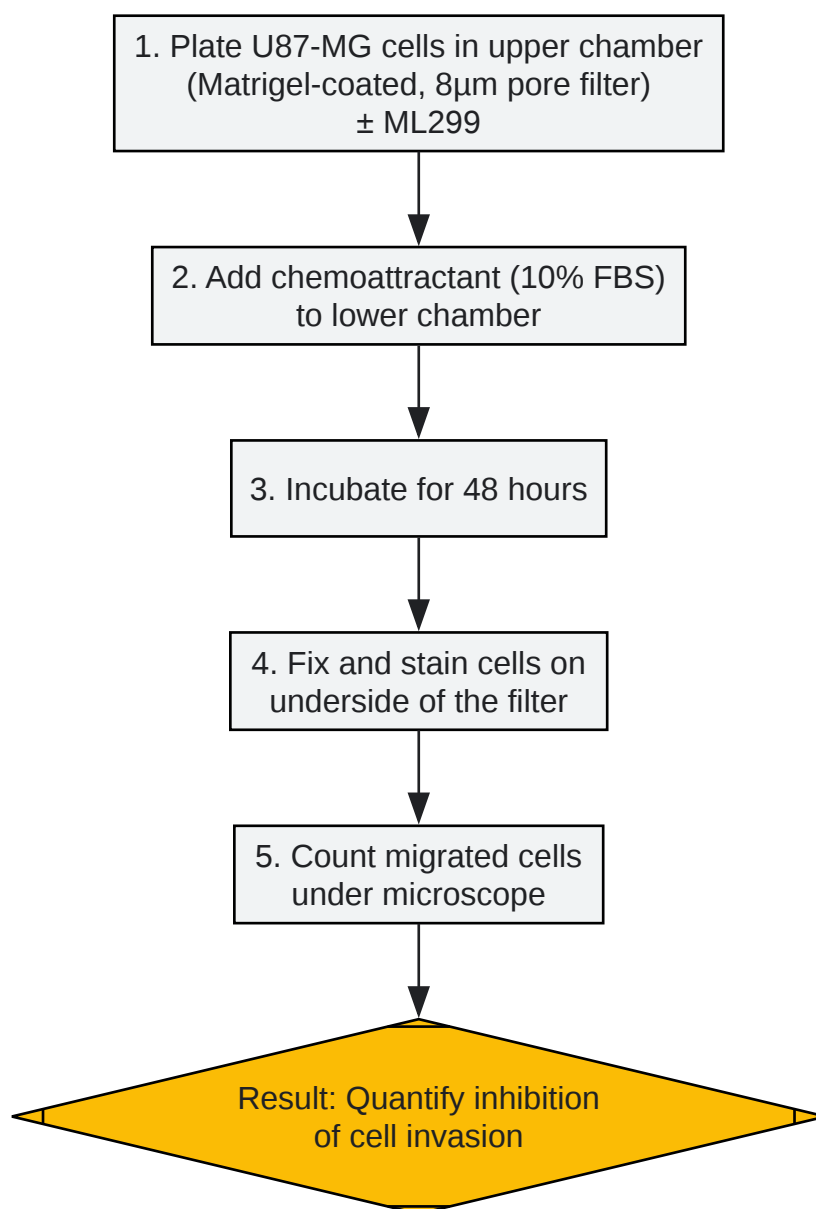 1. Plate U87-MG cells in upper chamber
(Matrigel-coated, 8µm pore filter)
± ML299
2. Add chemoattractant (10% FBS)
to lower chamber
3. Incubate for 48 hours
4. Fix and stain cells on
underside of the filter
5. Count migrated cells
under microscope
Result: Quantify inhibition
of cell invasion